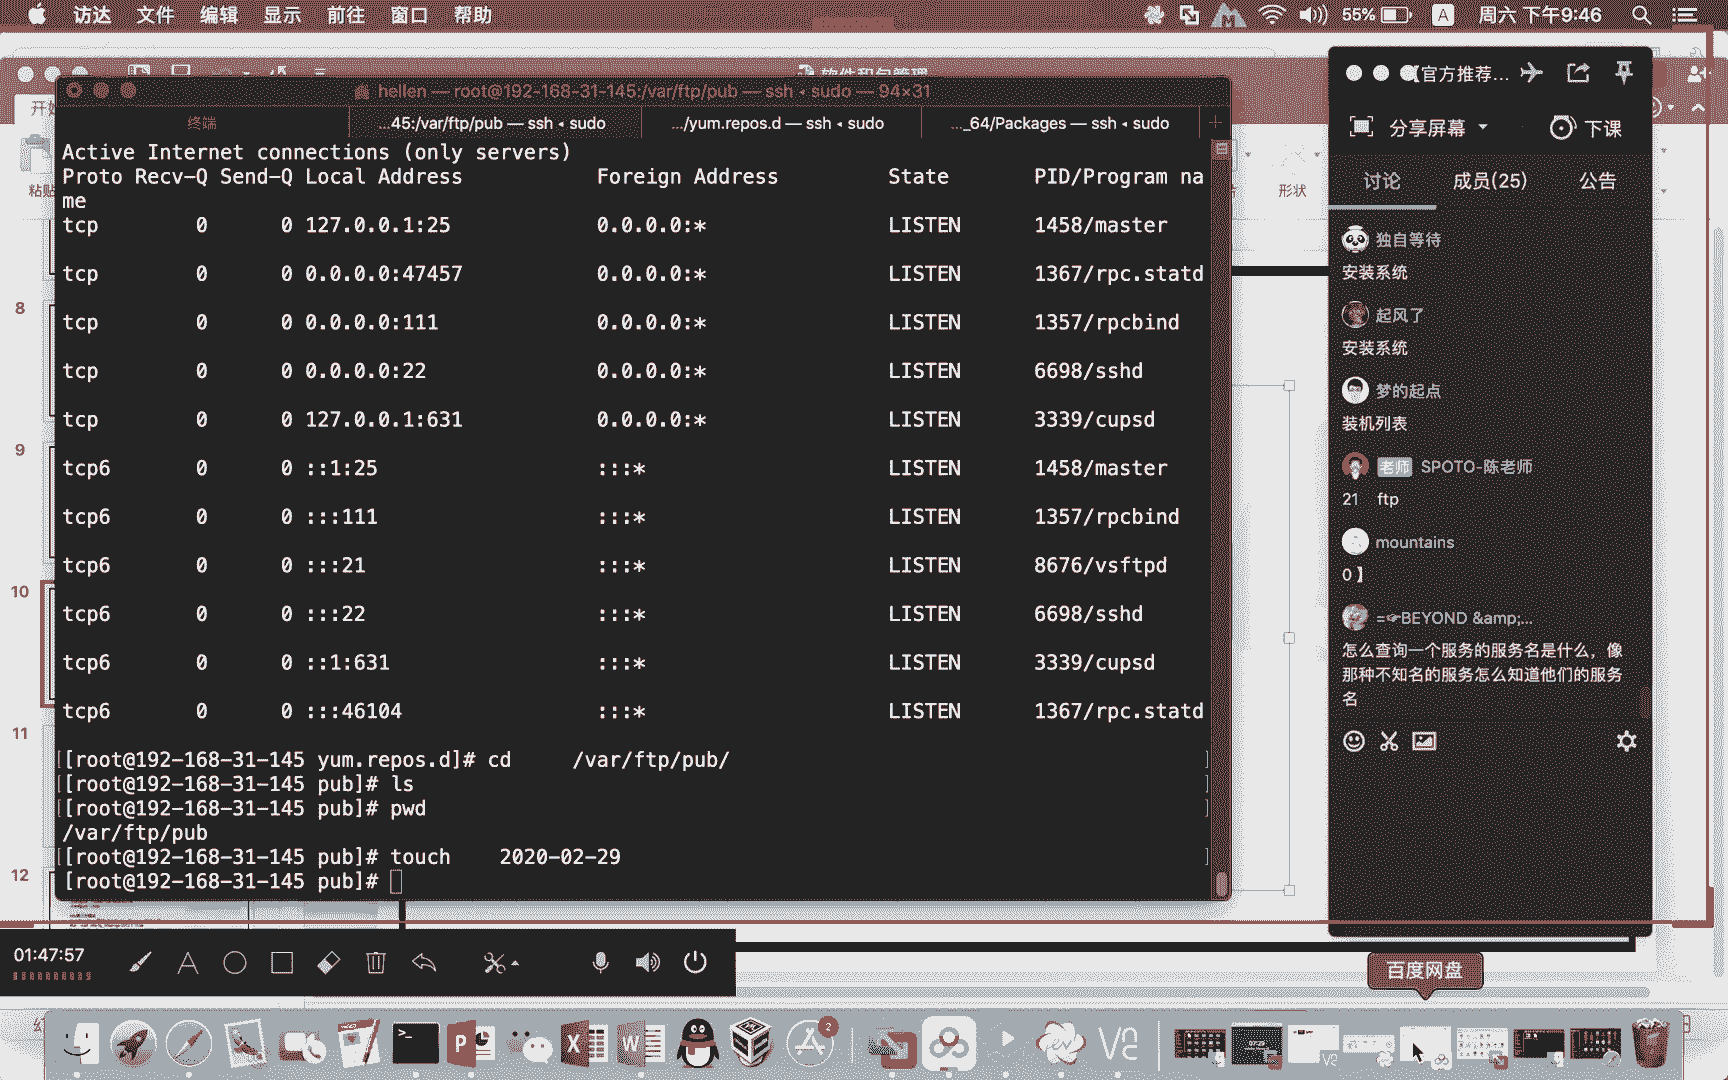 访达 文件 编辑 显示 前往 窗口 帮助
55% A 周六 下午9:46
软件和包管理
hellen — root@192-168-31-145:/var/ftp/pub — ssh ◂ sudo — 94×31
终端 ...45:/var/ftp/pub — ssh ◂ sudo .../yum.repos.d — ssh ◂ sudo ..._64/Packages — ssh ◂ sudo
Active Internet connections (only servers)
Proto Recv-Q Send-Q Local Address Foreign Address State PID/Program na
me
tcp 0 0 127.0.0.1:25 0.0.0.0:* LISTEN 1458/master
tcp 0 0 0.0.0.0:47457 0.0.0.0:* LISTEN 1367/rpc.statd
tcp 0 0 0.0.0.0:111 0.0.0.0:* LISTEN 1357/rpcbind
tcp 0 0 0.0.0.0:22 0.0.0.0:* LISTEN 6698/sshd
tcp 0 0 127.0.0.1:631 0.0.0.0:* LISTEN 3339/cupsd
tcp6 0 0 ::1:25 :::* LISTEN 1458/master
tcp6 0 0 :::111 :::* LISTEN 1357/rpcbind
tcp6 0 0 :::21 :::* LISTEN 8676/vsftpd
tcp6 0 0 :::22 :::* LISTEN 6698/sshd
tcp6 0 0 ::1:631 :::* LISTEN 3339/cupsd
tcp6 0 0 :::46104 :::* LISTEN 1367/rpc.statd
[[root@192-168-31-145 yum.repos.d]# cd /var/ftp/pub/ ]
[[root@192-168-31-145 pub]# ls ]
[[root@192-168-31-145 pub]# pwd ]
/var/ftp/pub
[[root@192-168-31-145 pub]# touch 2020-02-29 ]
[root@192-168-31-145 pub]#
粘贴
形状
8
9
10
11
12
官方推荐...
分享屏幕 下课
讨论 成员(25) 公告
独自等待
安装系统
起风了
安装系统
梦的起点
装机列表
老师 SPOTO-陈老师
21 ftp
mountains
0】
=☞BEYOND &amp;...
怎么查询一个服务的服务名是什么，像
那种不知名的服务怎么知道他们的服务
名
01:47:57
百度网盘
2